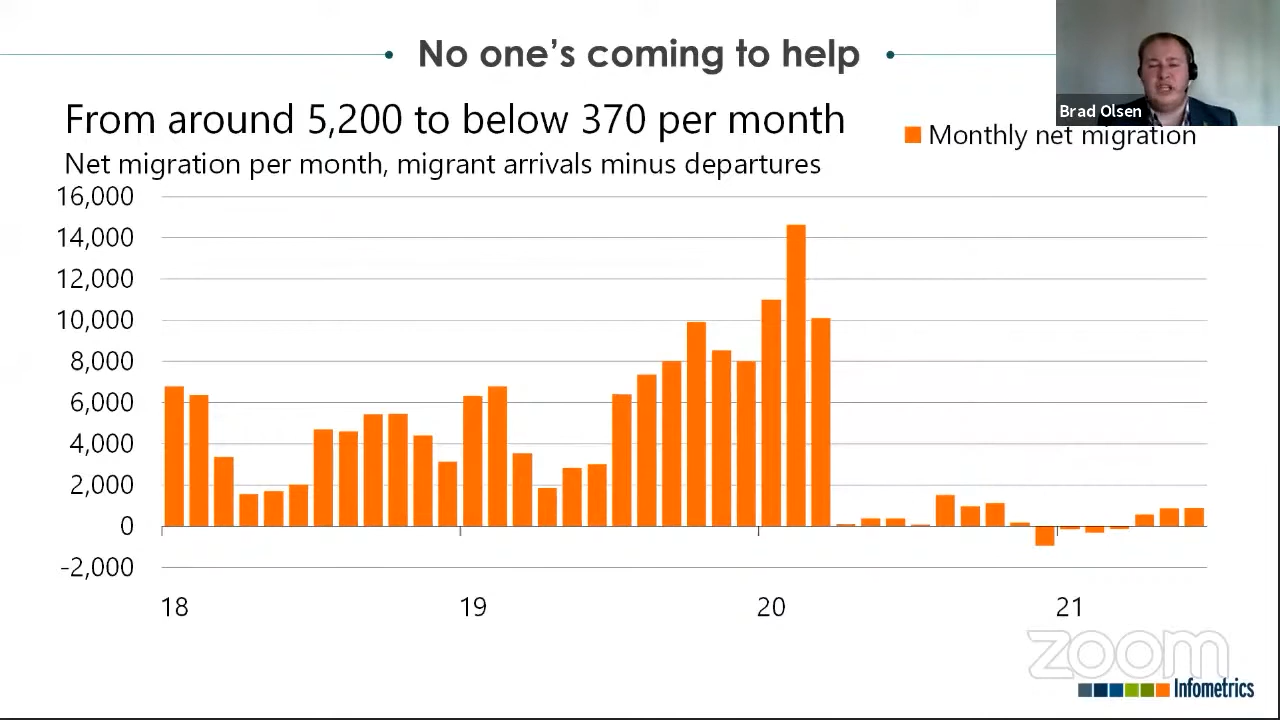 No one's coming to help
Brad Olsen
From around 5,200 to below 370 per month
Monthly net migration
Net migration per month, migrant arrivals minus departures
16,000
14,000
12,000
10,000
8,000
6,000
4,000
2,000
0
-2,000
18 19 20 21
zoom
Infometrics